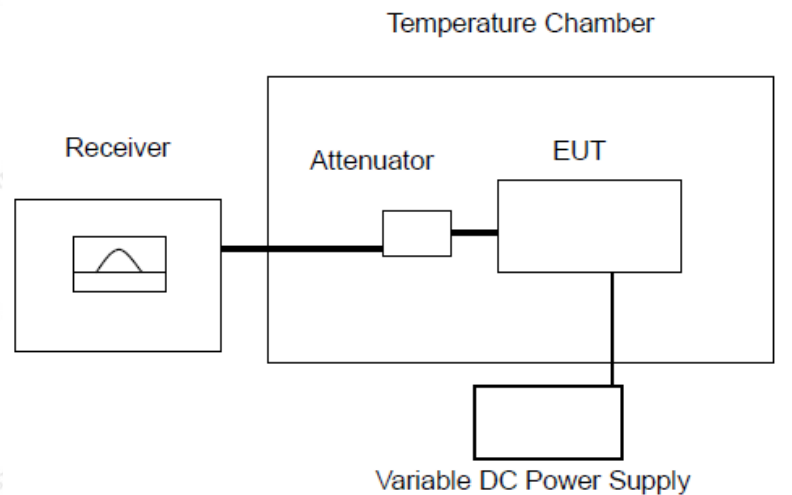 Temperature Chamber
Receiver
Attenuator
EUT
Variable DC Power Supply